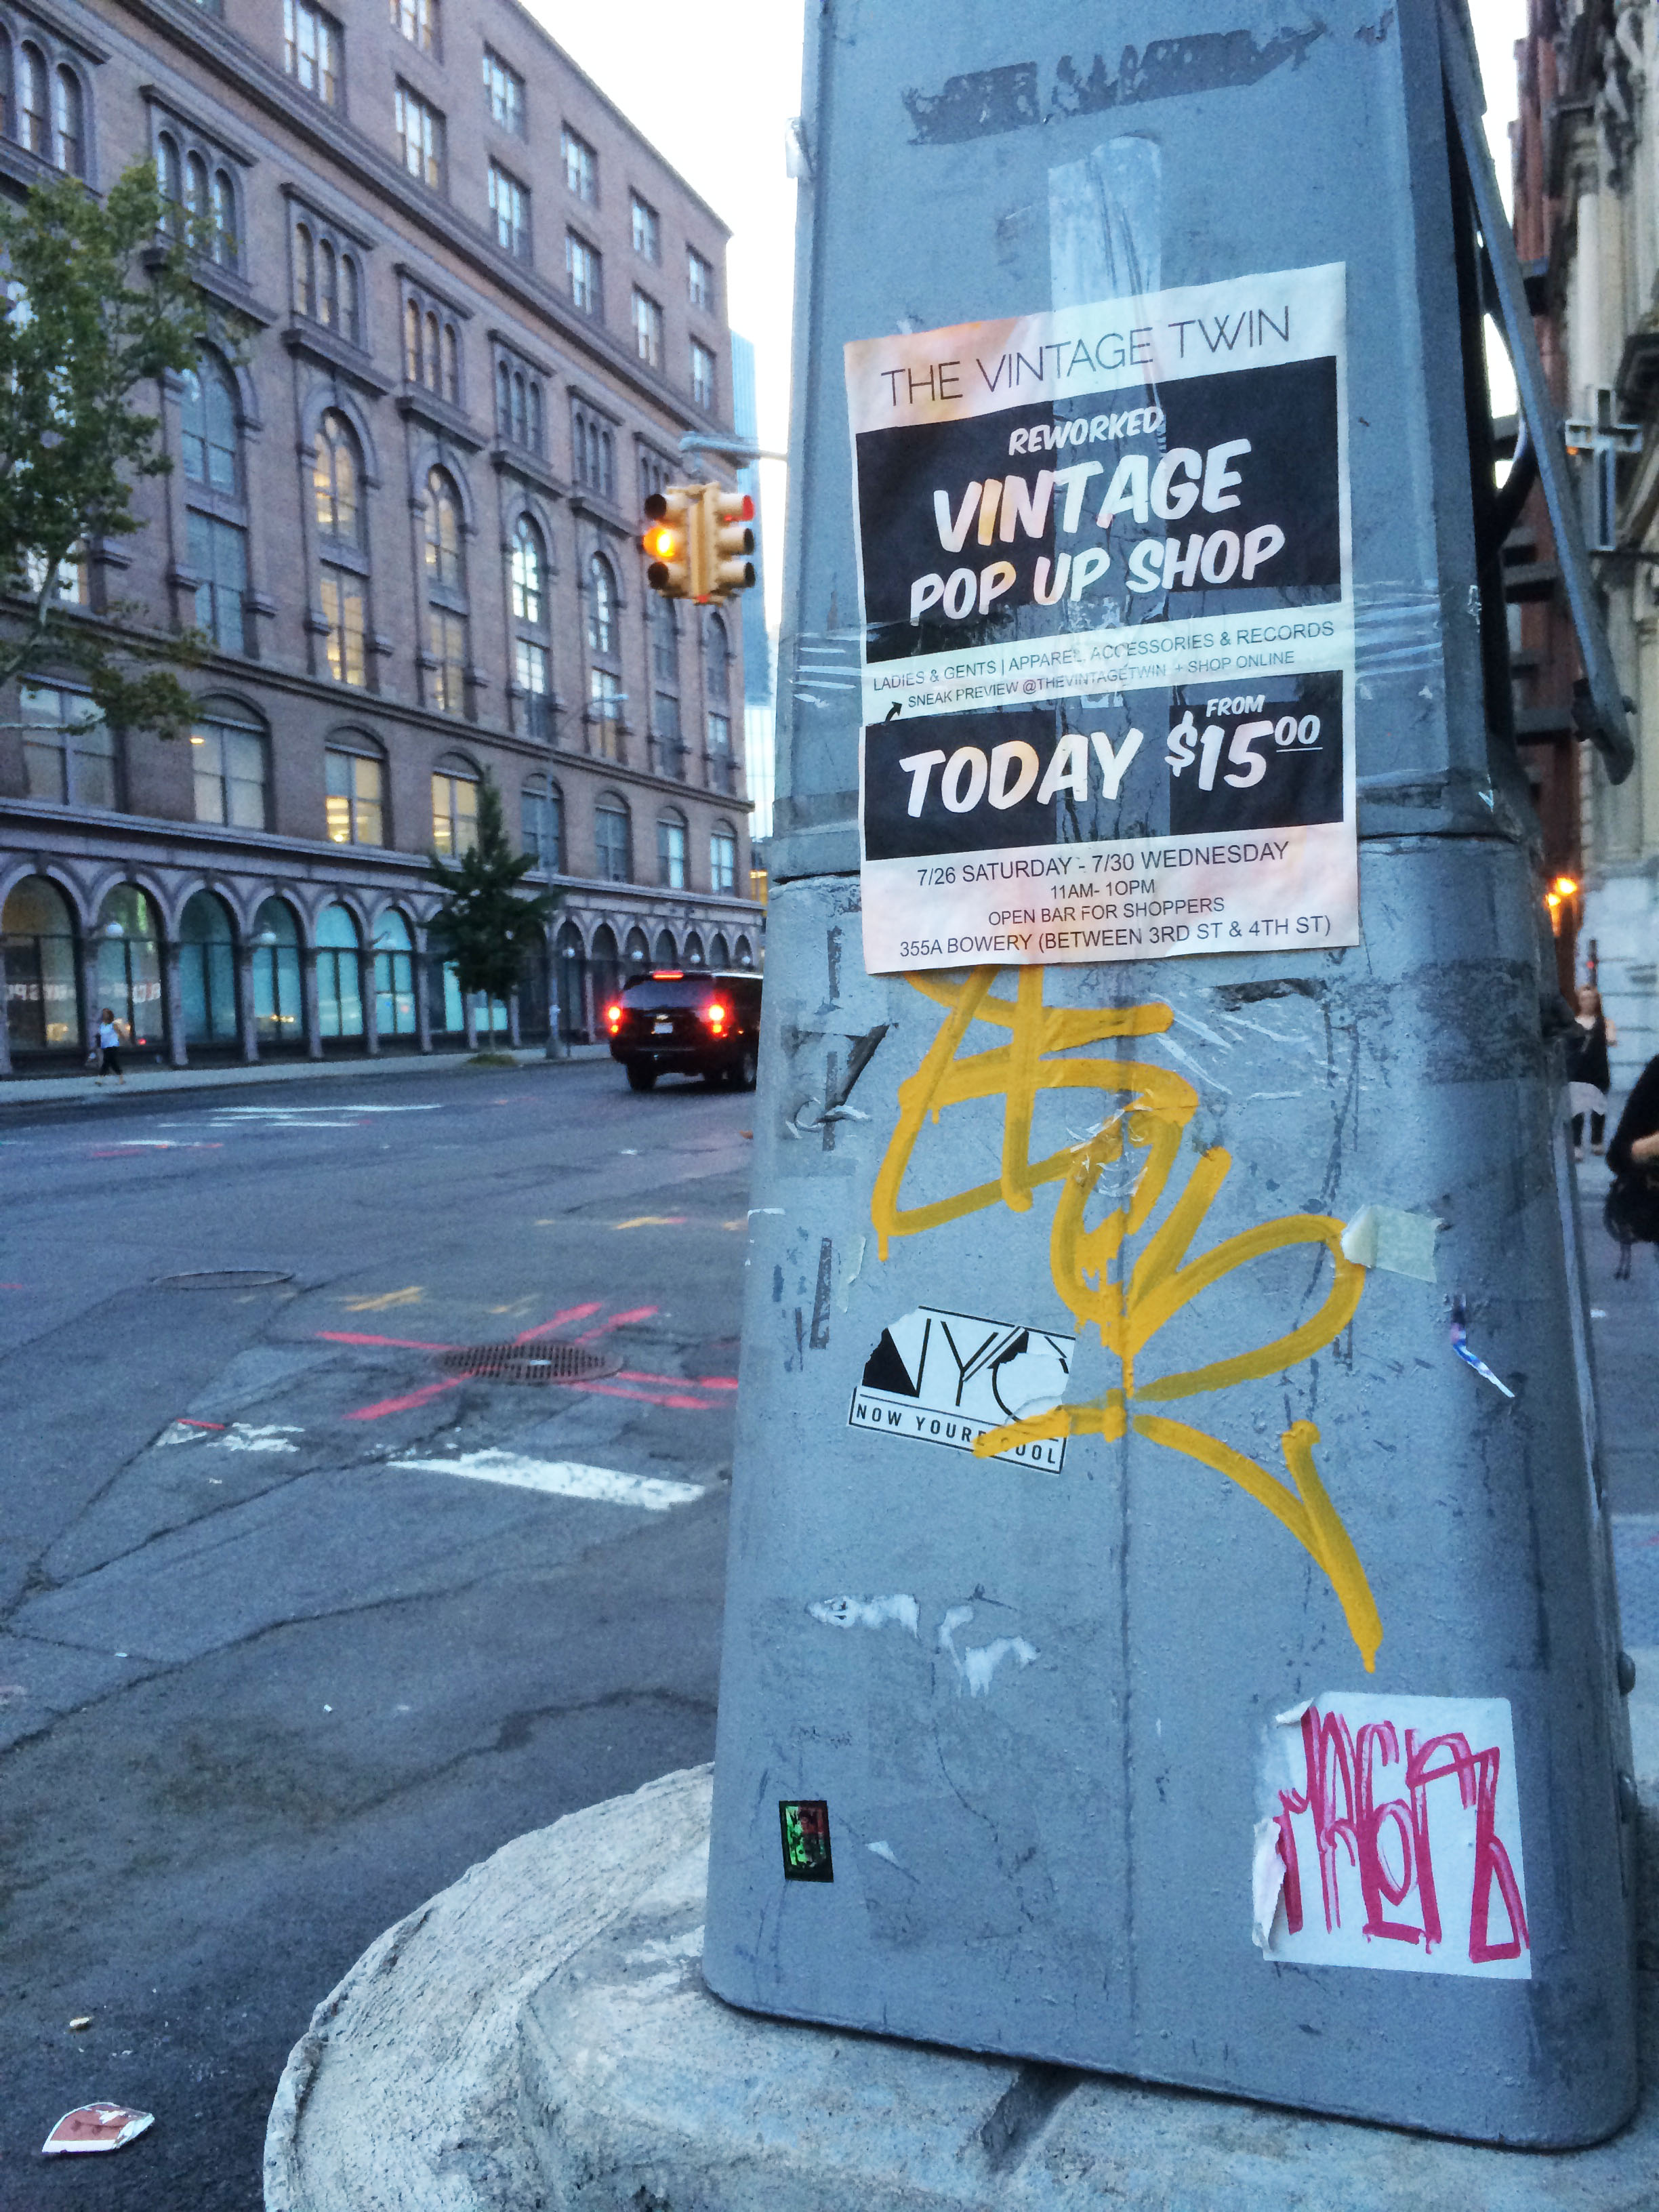 THE VINTAGE TWIN
REWORKED
VINTAGE
POP UP SHOP
LADIES & GENTS | APPAREL, ACCESSORIES & RECORDS
SNEAK PREVIEW @THEVINTAGETWIN + SHOP ONLINE
TODAY FROM $15.00
7/26 SATURDAY - 7/30 WEDNESDAY
11AM- 10PM
OPEN BAR FOR SHOPPERS
355A BOWERY (BETWEEN 3RD ST & 4TH ST)
NYC
NOW YOURE COOL